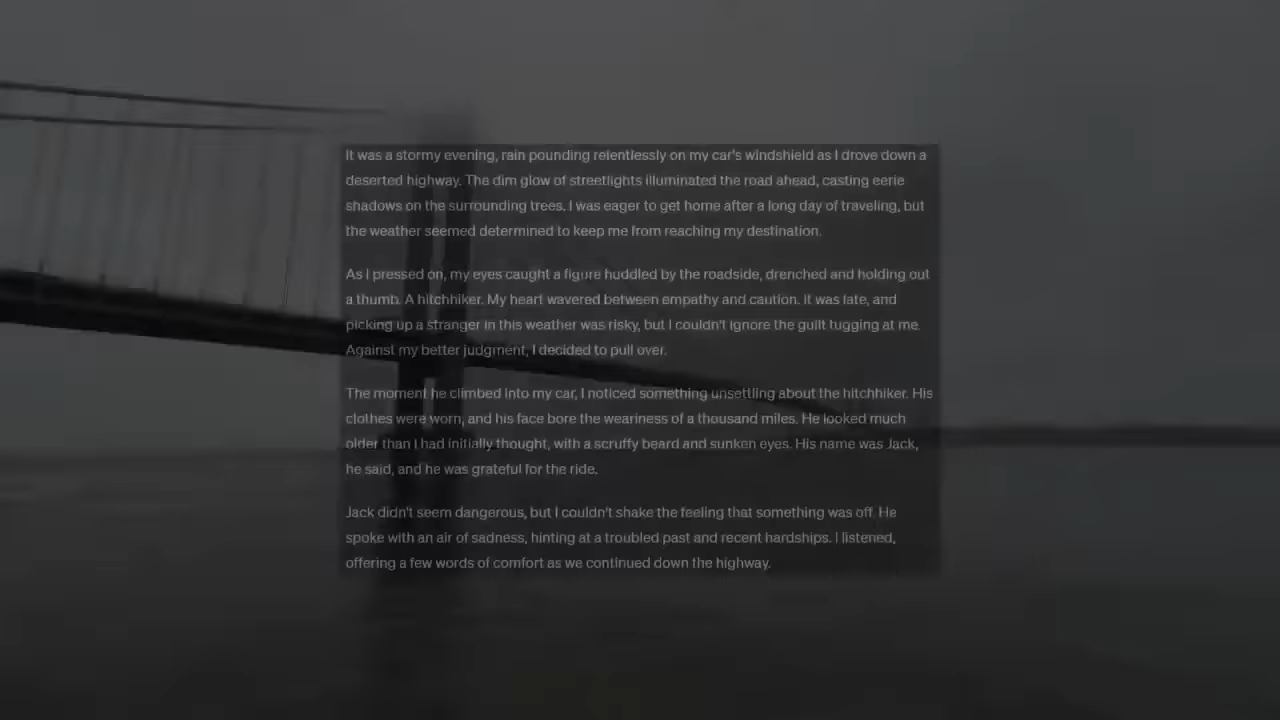 It was a stormy evening, rain pounding relentlessly on my car's windshield as I drove down a
deserted highway. The dim glow of streetlights illuminated the road ahead, casting eerie
shadows on the surrounding trees. I was eager to get home after a long day of traveling, but
the weather seemed determined to keep me from reaching my destination.
As I pressed on, my eyes caught a figure huddled by the roadside, drenched and holding out
a thumb. A hitchhiker. My heart wavered between empathy and caution. It was late, and
picking up a stranger in this weather was risky, but I couldn't ignore the guilt tugging at me.
Against my better judgment, I decided to pull over.
The moment he climbed into my car, I noticed something unsettling about the hitchhiker. His
clothes were worn, and his face bore the weariness of a thousand miles. He looked much
older than I had initially thought, with a scruffy beard and sunken eyes. His name was Jack,
he said, and he was grateful for the ride.
Jack didn't seem dangerous, but I couldn't shake the feeling that something was off. He
spoke with an air of sadness, hinting at a troubled past and recent hardships. I listened,
offering a few words of comfort as we continued down the highway.